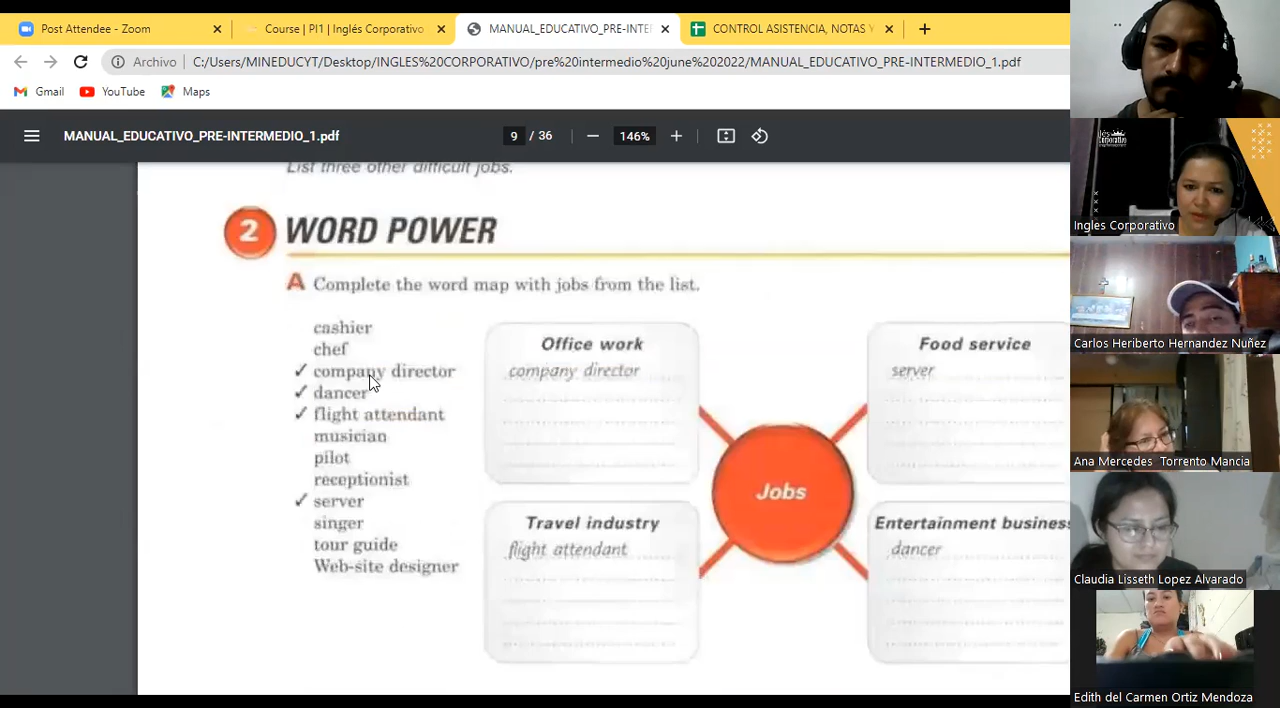 Post Attendee - Zoom
Course | PI1 | Inglés Corporativo
MANUAL_EDUCATIVO_PRE-INTER
CONTROL ASISTENCIA, NOTAS Y
Archivo
C:/Users/MINEDUCYT/Desktop/INGLES%20CORPORATIVO/pre%20intermedio%20june%202022/MANUAL_EDUCATIVO_PRE-INTERMEDIO_1.pdf
Gmail
YouTube
Maps
MANUAL_EDUCATIVO_PRE-INTERMEDIO_1.pdf
9 / 36
146%
List three other difficult jobs.
2 WORD POWER
A Complete the word map with jobs from the list.
cashier
chef
✓ company director
✓ dancer
✓ flight attendant
musician
pilot
receptionist
✓ server
singer
tour guide
Web-site designer
Office work
company director
Food service
server
Jobs
Travel industry
flight attendant
Entertainment business
dancer
Corporativo
Ingles Corporativo
Carlos Heriberto Hernandez Nuñez
Ana Mercedes Torrento Mancia
Claudia Lisseth Lopez Alvarado
Edith del Carmen Ortiz Mendoza